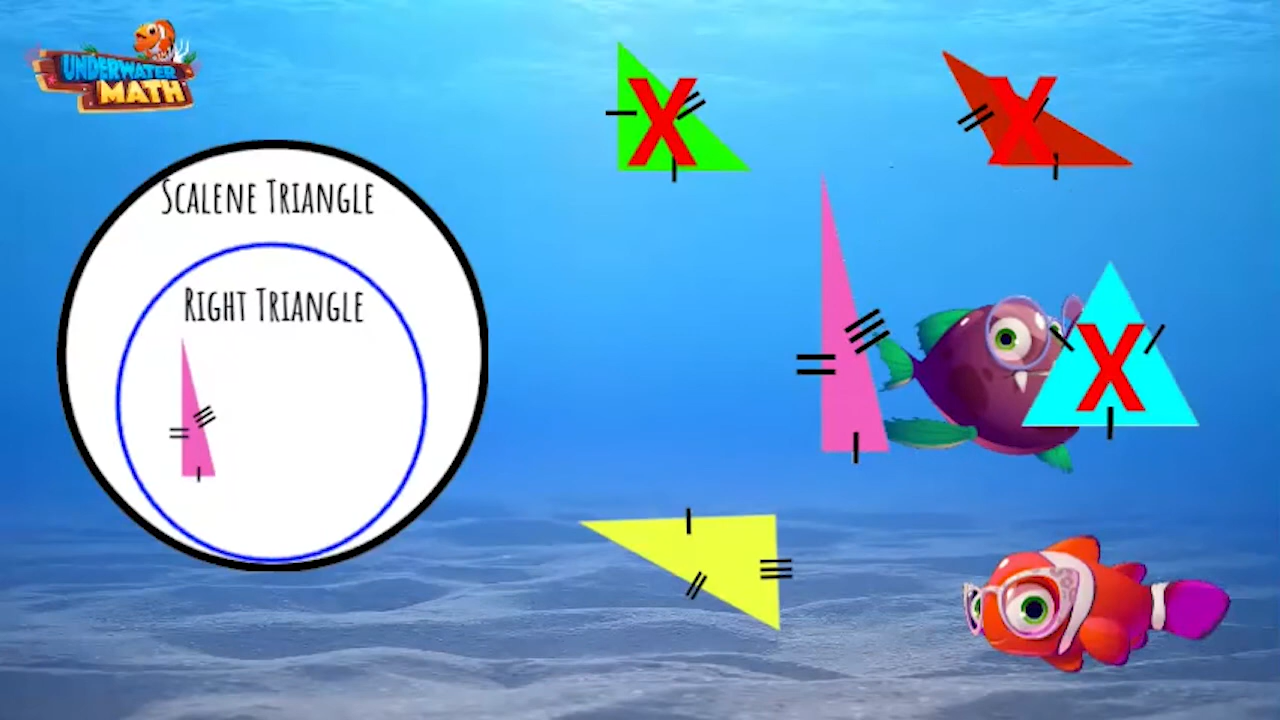 UNDERWATER
MATH
SCALENE TRIANGLE
RIGHT TRIANGLE
X
X
X